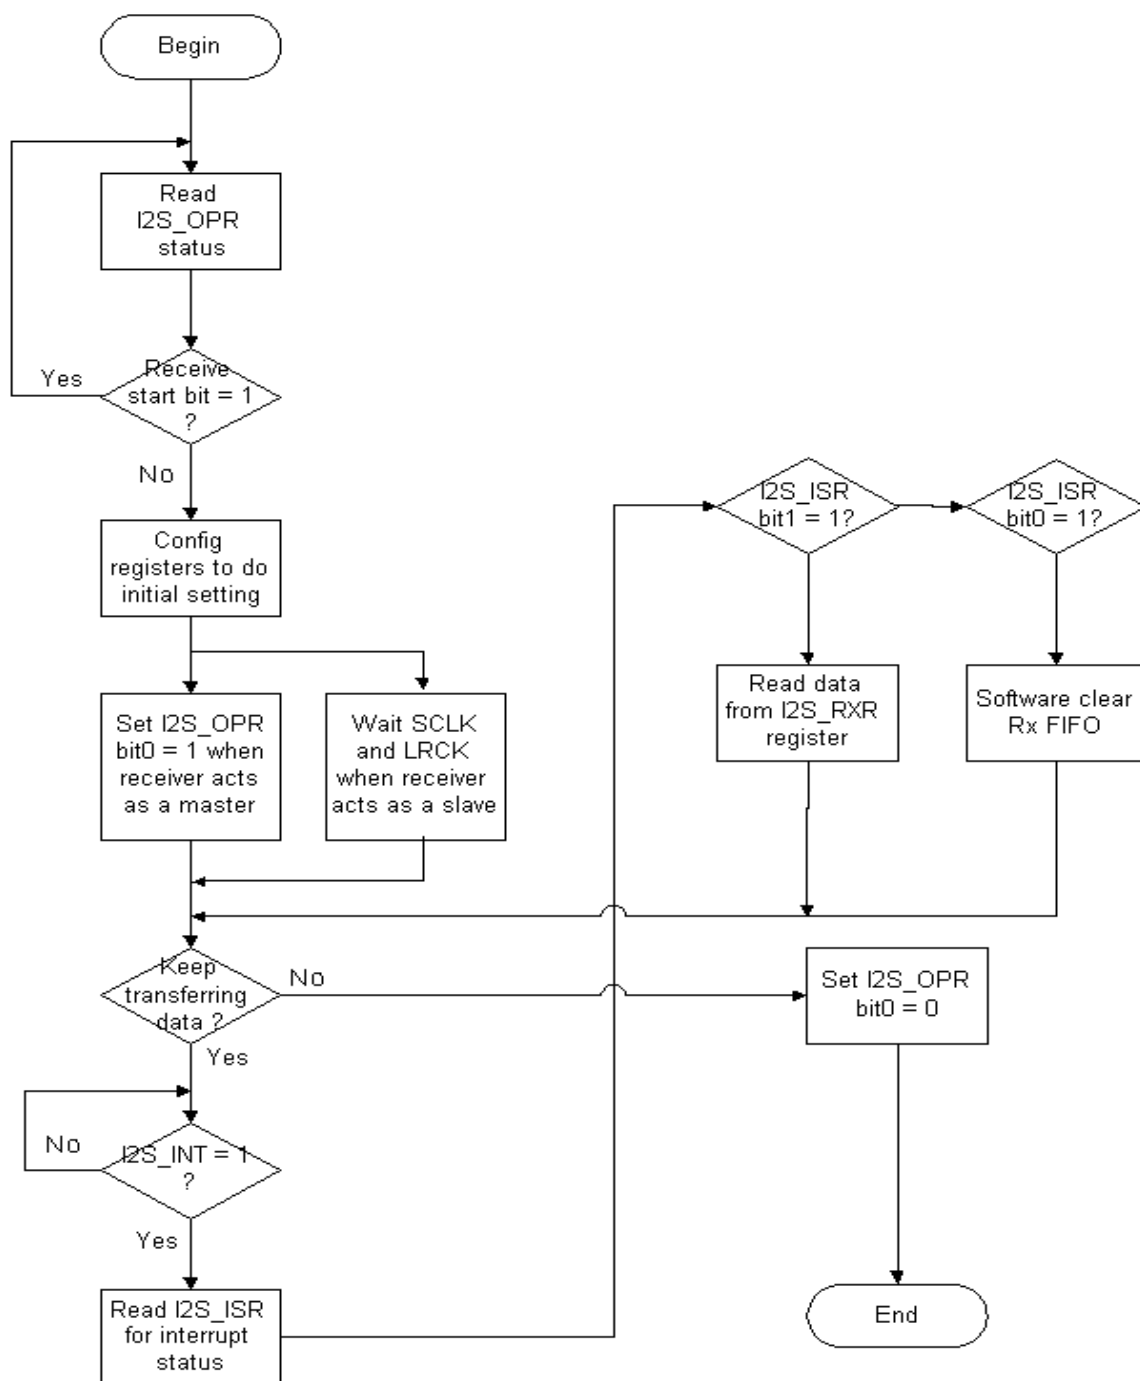 Begin
Read
I2S_OPR
status
Receive
start bit = 1
?
Yes
No
Config
registers to do
initial setting
Set I2S_OPR
bit0 = 1 when
receiver acts
as a master
Wait SCLK
and LRCK
when receiver
acts as a slave
Keep
transferring
data ?
No
Yes
I2S_INT = 1
?
No
Yes
Read I2S_ISR
for interrupt
status
I2S_ISR
bit1 = 1?
I2S_ISR
bit0 = 1?
Read data
from I2S_RXR
register
Software clear
Rx FIFO
Set I2S_OPR
bit0 = 0
End